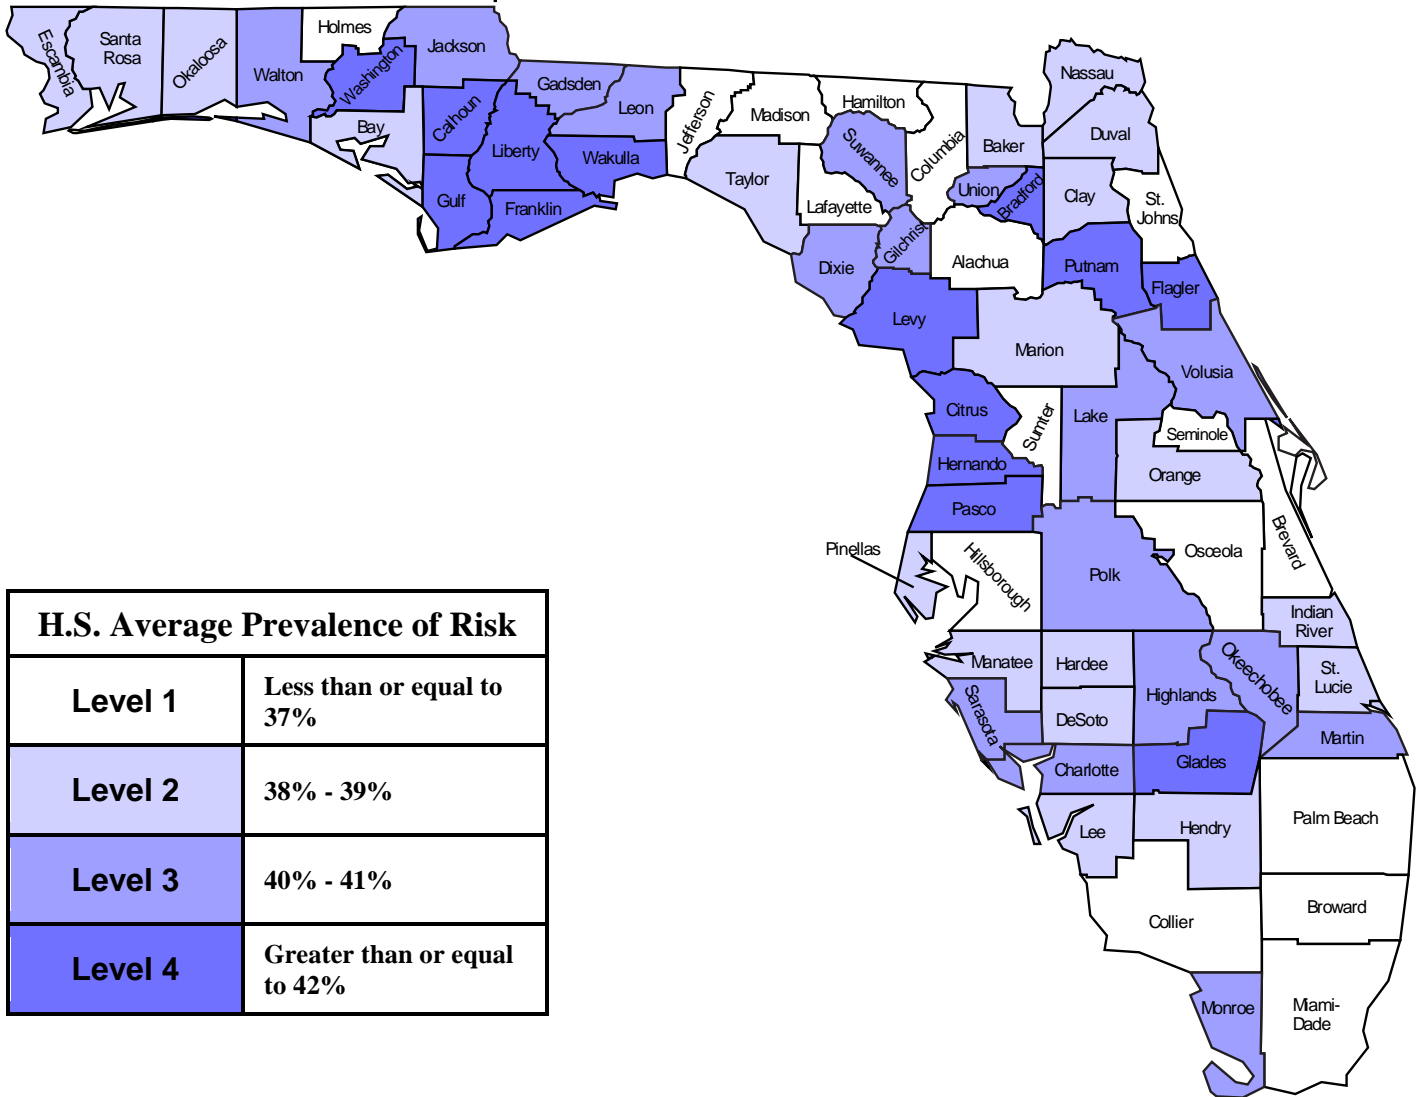 Escambia
Santa
Rosa
Okaloosa
Walton
Holmes
Washington
Jackson
Bay
Calhoun
Gulf
Liberty
Franklin
Gadsden
Leon
Wakulla
Jefferson
Madison
Taylor
Hamilton
Suwannee
Lafayette
Columbia
Dixie
Gilchrist
Baker
Union
Bradford
Alachua
Levy
Nassau
Duval
Clay
St.
Johns
Putnam
Flagler
Marion
Volusia
Citrus
Sumter
Lake
Seminole
Hernando
Orange
Pasco
Pinellas
Hillsborough
Polk
Osceola
Brevard
Indian
River
Manatee
Hardee
Highlands
Okeechobee
St.
Lucie
Sarasota
DeSoto
Martin
Charlotte
Glades
Lee
Hendry
Palm Beach
Collier
Broward
Monroe
Miami-
Dade
H.S. Average Prevalence of Risk
Level 1
Less than or equal to
37%
Level 2
38% - 39%
Level 3
40% - 41%
Level 4
Greater than or equal
to 42%